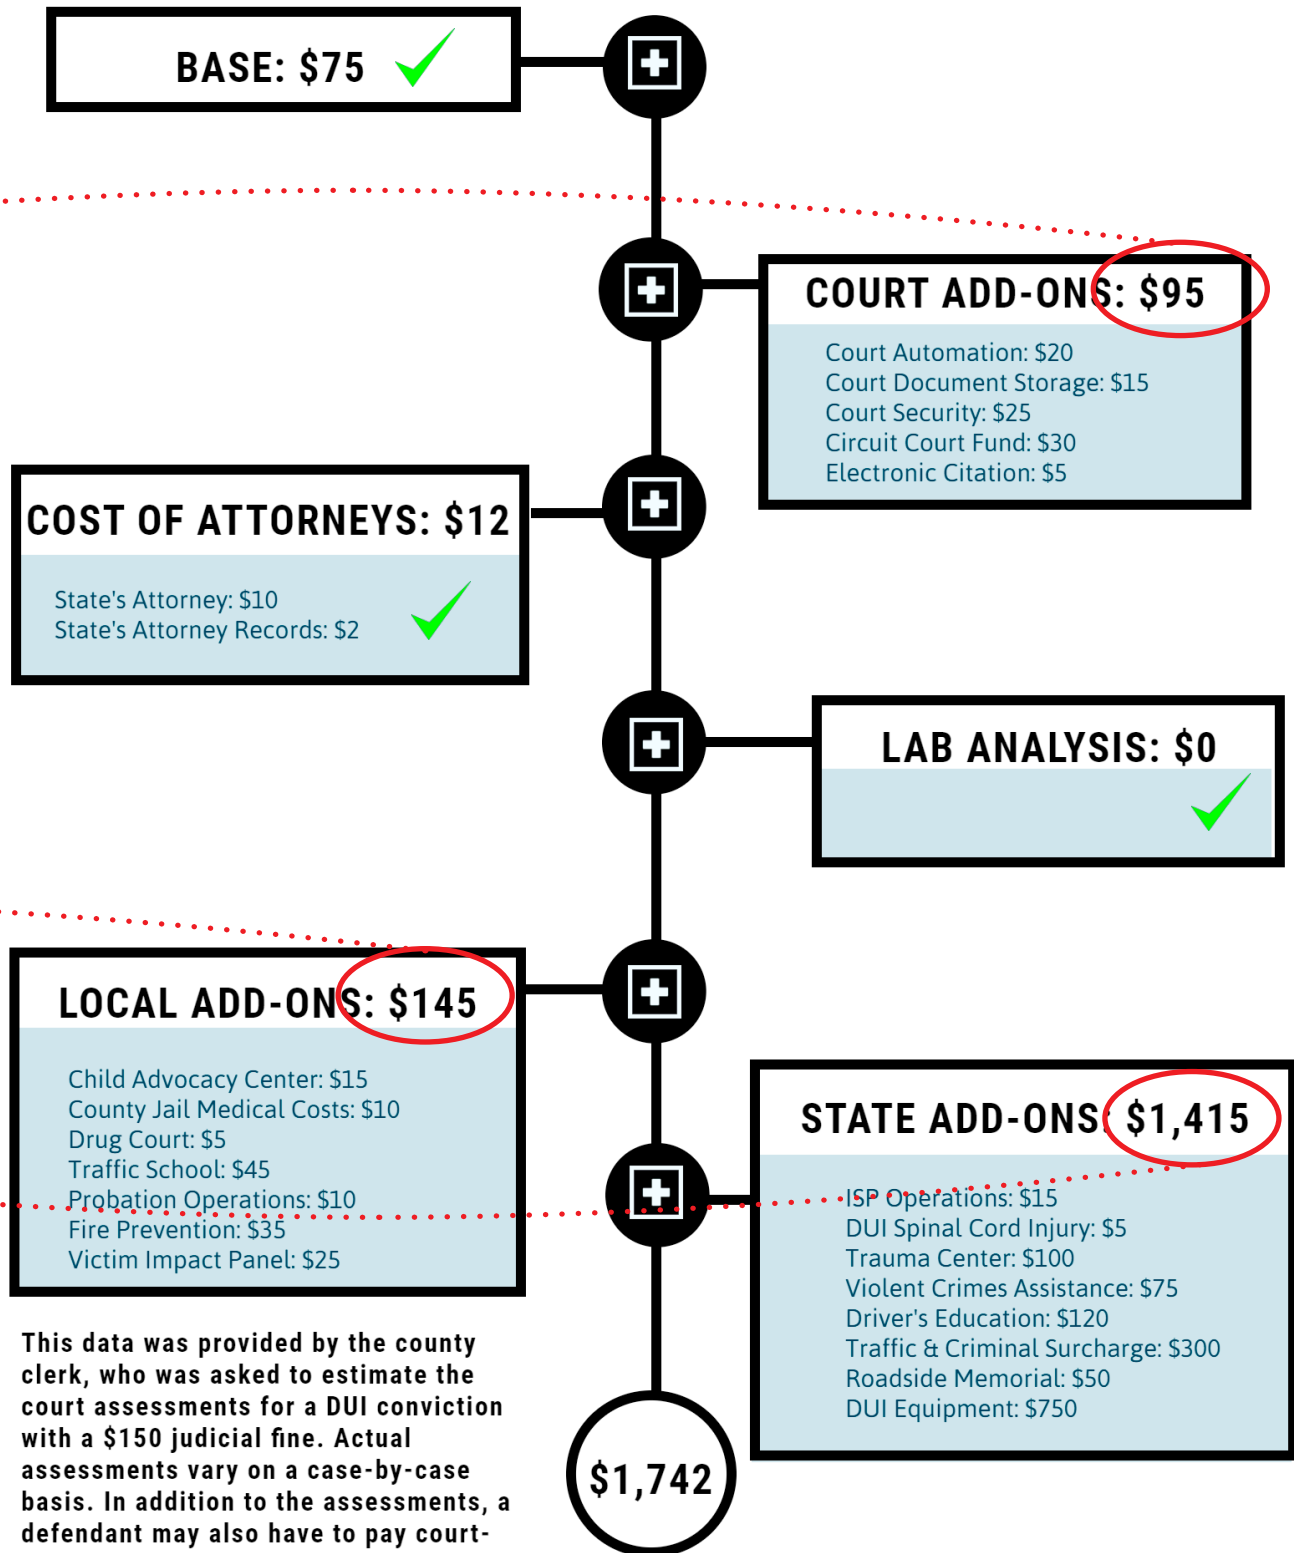 BASE: $75
COURT ADD-ONS: $95
Court Automation: $20
Court Document Storage: $15
Court Security: $25
Circuit Court Fund: $30
Electronic Citation: $5
COST OF ATTORNEYS: $12
State's Attorney: $10
State's Attorney Records: $2
LAB ANALYSIS: $0
LOCAL ADD-ONS: $145
Child Advocacy Center: $15
County Jail Medical Costs: $10
Drug Court: $5
Traffic School: $45
Probation Operations: $10
Fire Prevention: $35
Victim Impact Panel: $25
STATE ADD-ONS: $1,415
ISP Operations: $15
DUI Spinal Cord Injury: $5
Trauma Center: $100
Violent Crimes Assistance: $75
Driver's Education: $120
Traffic & Criminal Surcharge: $300
Roadside Memorial: $50
DUI Equipment: $750
This data was provided by the county
clerk, who was asked to estimate the
court assessments for a DUI conviction
with a $150 judicial fine. Actual
assessments vary on a case-by-case
basis. In addition to the assessments, a
defendant may also have to pay court-
$1,742